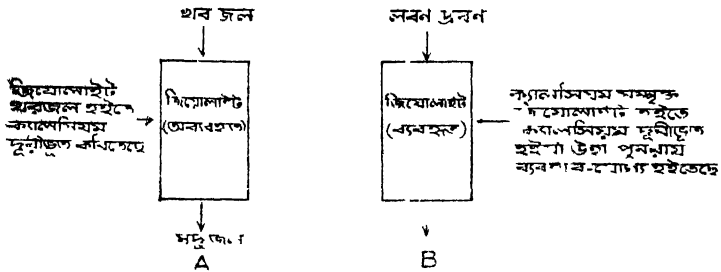 খর জল
জিয়োলাইট
খরজল হইতে
ক্যালসিয়ম
দূরীভূত করিতেছে
জিয়োলাইট
(অব্যবহৃত)
মৃদু জল
A
লবণ দ্রবণ
জিয়োলাইট
(ব্যবহৃত)
ক্যালসিয়ম সম্পৃক্ত
জিয়োলাইট হইতে
ক্যালসিয়ম দূরীভূত
হইয়া উহা পুনরায়
ব্যবহার-যোগ্য হইতেছে
B